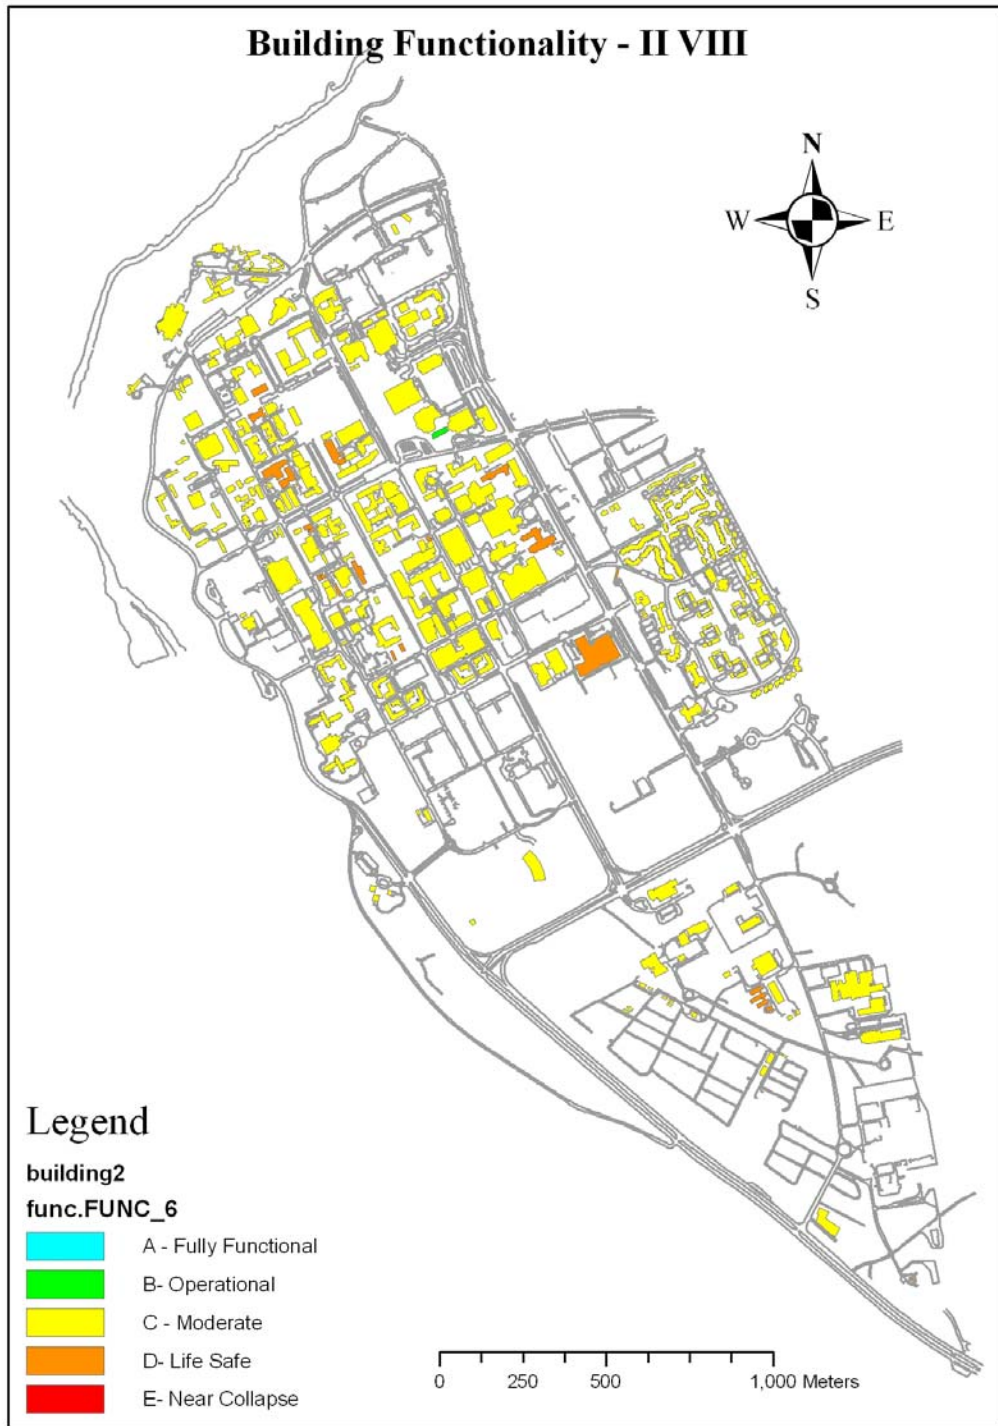 Building Functionality - II VIII
N
W E
S
Legend
building2
func.FUNC_6
A - Fully Functional
B- Operational
C - Moderate
D- Life Safe
E- Near Collapse
0 250 500 1,000 Meters